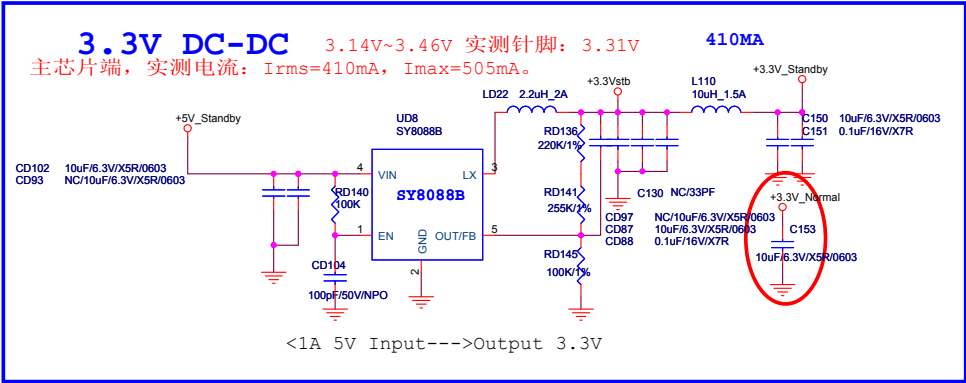 3.3V DC-DC
3.14V~3.46V 实测针脚：3.31V
410MA
主芯片端，实测电流：Irms=410mA，Imax=505mA。
+3.3Vstb
L110
10uH_1.5A
+3.3V_Standby
LD22
2.2uH_2A
+5V_Standby
UD8
SY8088B
C150 10uF/6.3V/X5R/0603
C151 0.1uF/16V/X7R
RD136
220K/1%
CD102 10uF/6.3V/X5R/0603
CD93 NC/10uF/6.3V/X5R/0603
4
VIN
LX
3
RD140
100K
SY8088B
RD141
255K/1%
C130 NC/33PF
+3.3V_Normal
CD97 NC/10uF/6.3V/X5R/0603
CD87 10uF/6.3V/X5R/0603
CD88 0.1uF/16V/X7R
C153
10uF/6.3V/X5R/0603
1
EN
GND
OUT/FB
5
2
RD145
100K/1%
CD104
100pF/50V/NPO
<1A 5V Input--->Output 3.3V